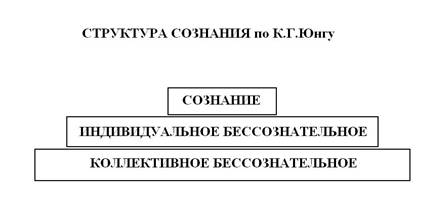 СТРУКТУРА СОЗНАНИЯ по К.Г.Юнгу
СОЗНАНИЕ
ИНДИВИДУАЛЬНОЕ БЕССОЗНАТЕЛЬНОЕ
КОЛЛЕКТИВНОЕ БЕССОЗНАТЕЛЬНОЕ